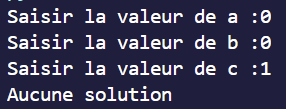 Saisir la valeur de a :0
Saisir la valeur de b :0
Saisir la valeur de c :1
Aucune solution